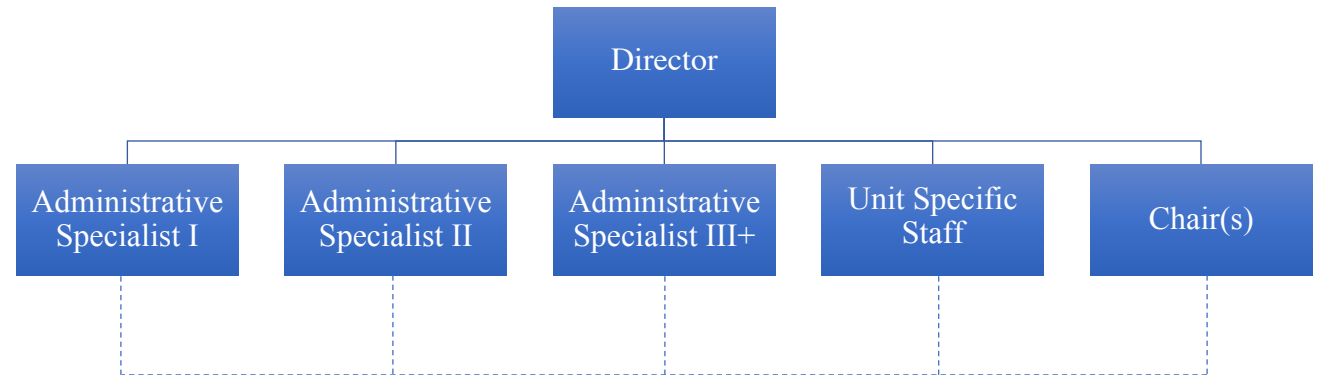 Director
Administrative
Specialist I
Administrative
Specialist II
Administrative
Specialist III+
Unit Specific
Staff
Chair(s)